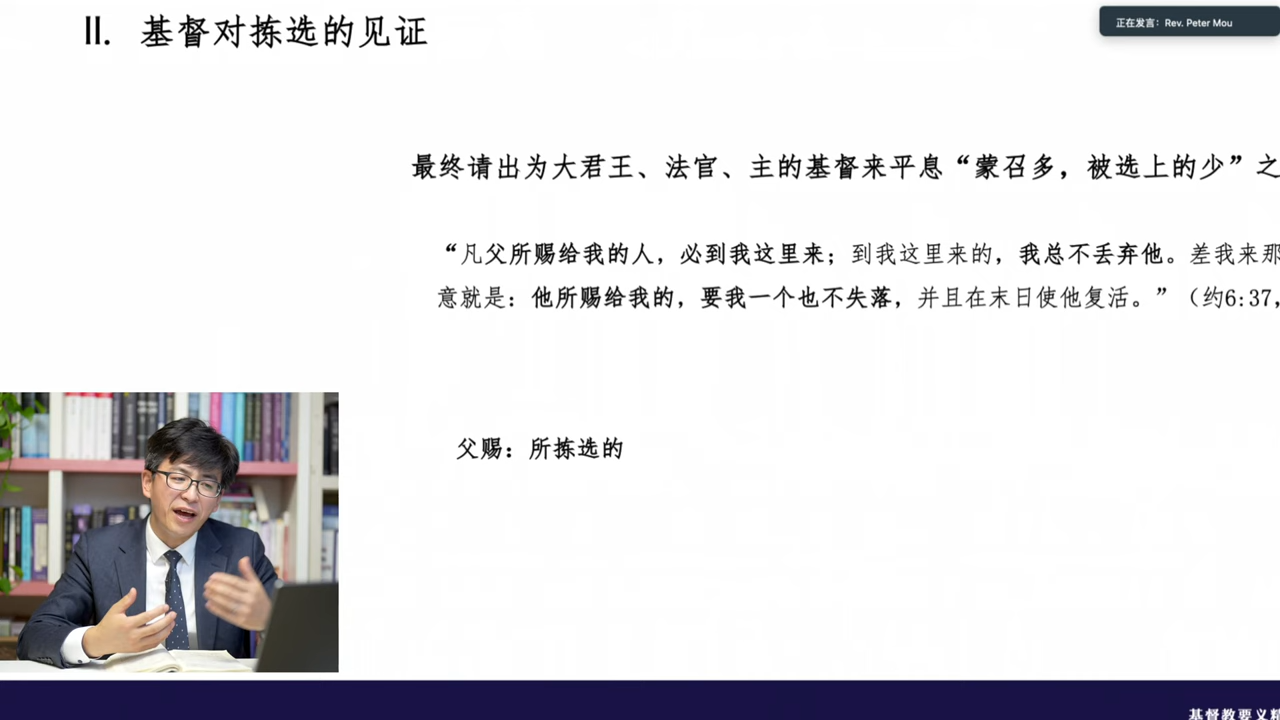 II. 基督对拣选的见证
正在发言: Rev. Peter Mou
最终请出为大君王、法官、主的基督来平息“蒙召多，被选上的少”之
“凡父所赐给我的人，必到我这里来；到我这里来的，我总不丢弃他。差我来那
意就是：他所赐给我的，要我一个也不失落，并且在末日使他复活。”（约6:37,
父赐：所拣选的
基督教要义精